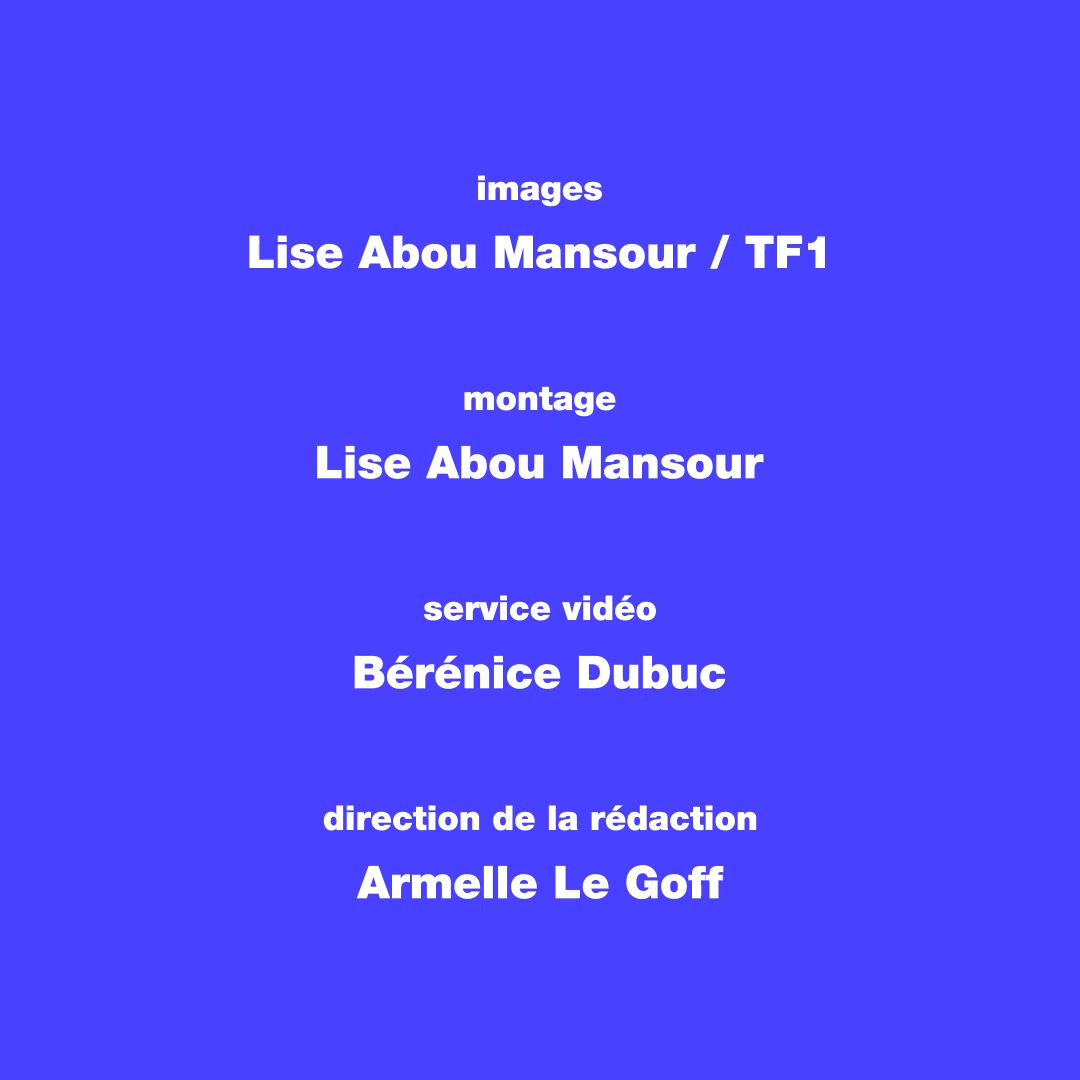 images
Lise Abou Mansour / TF1
montage
Lise Abou Mansour
service vidéo
Bérénice Dubuc
direction de la rédaction
Armelle Le Goff